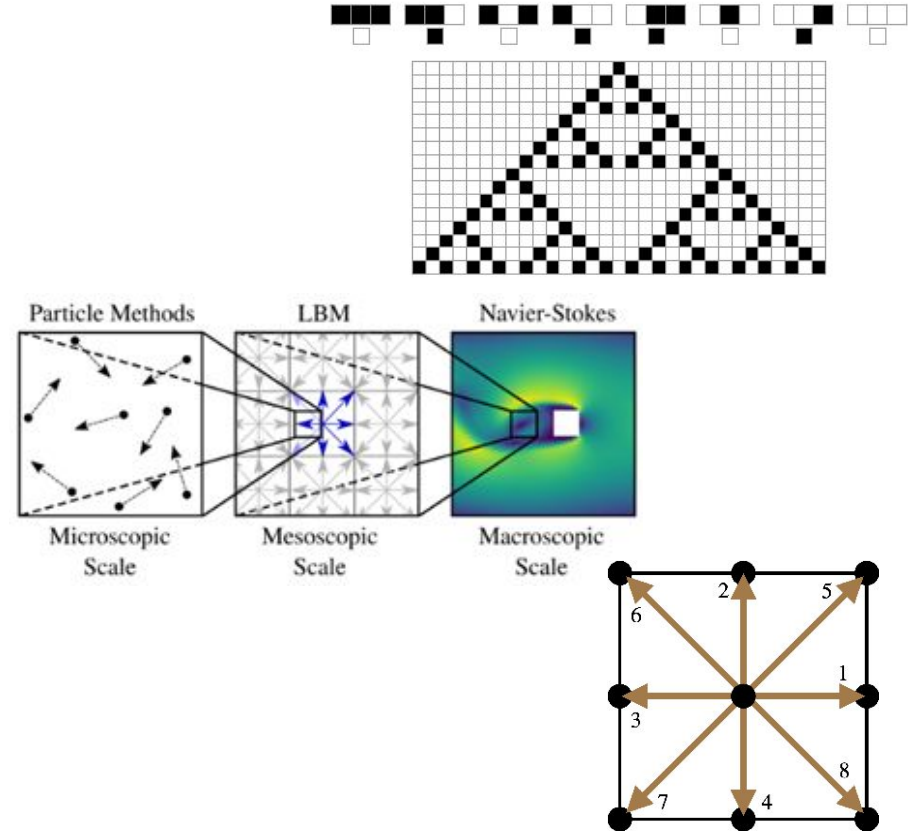 Particle Methods
LBM
Navier-Stokes
Microscopic
Scale
Mesoscopic
Scale
Macroscopic
Scale
6
2
5
3
1
7
4
8